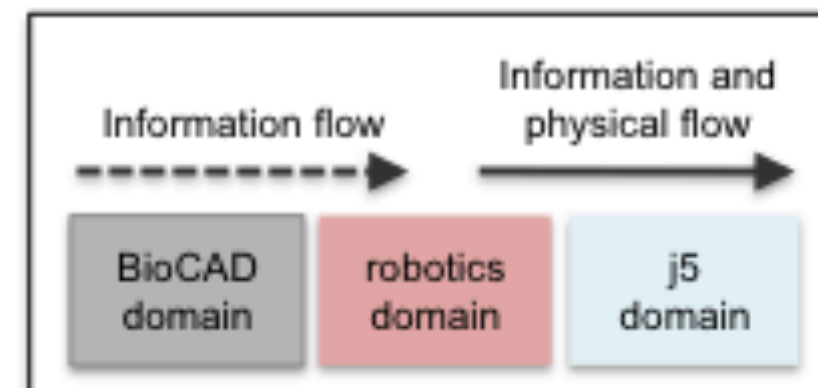 Information flow
Information and
physical flow
BioCAD
domain
robotics
domain
j5
domain